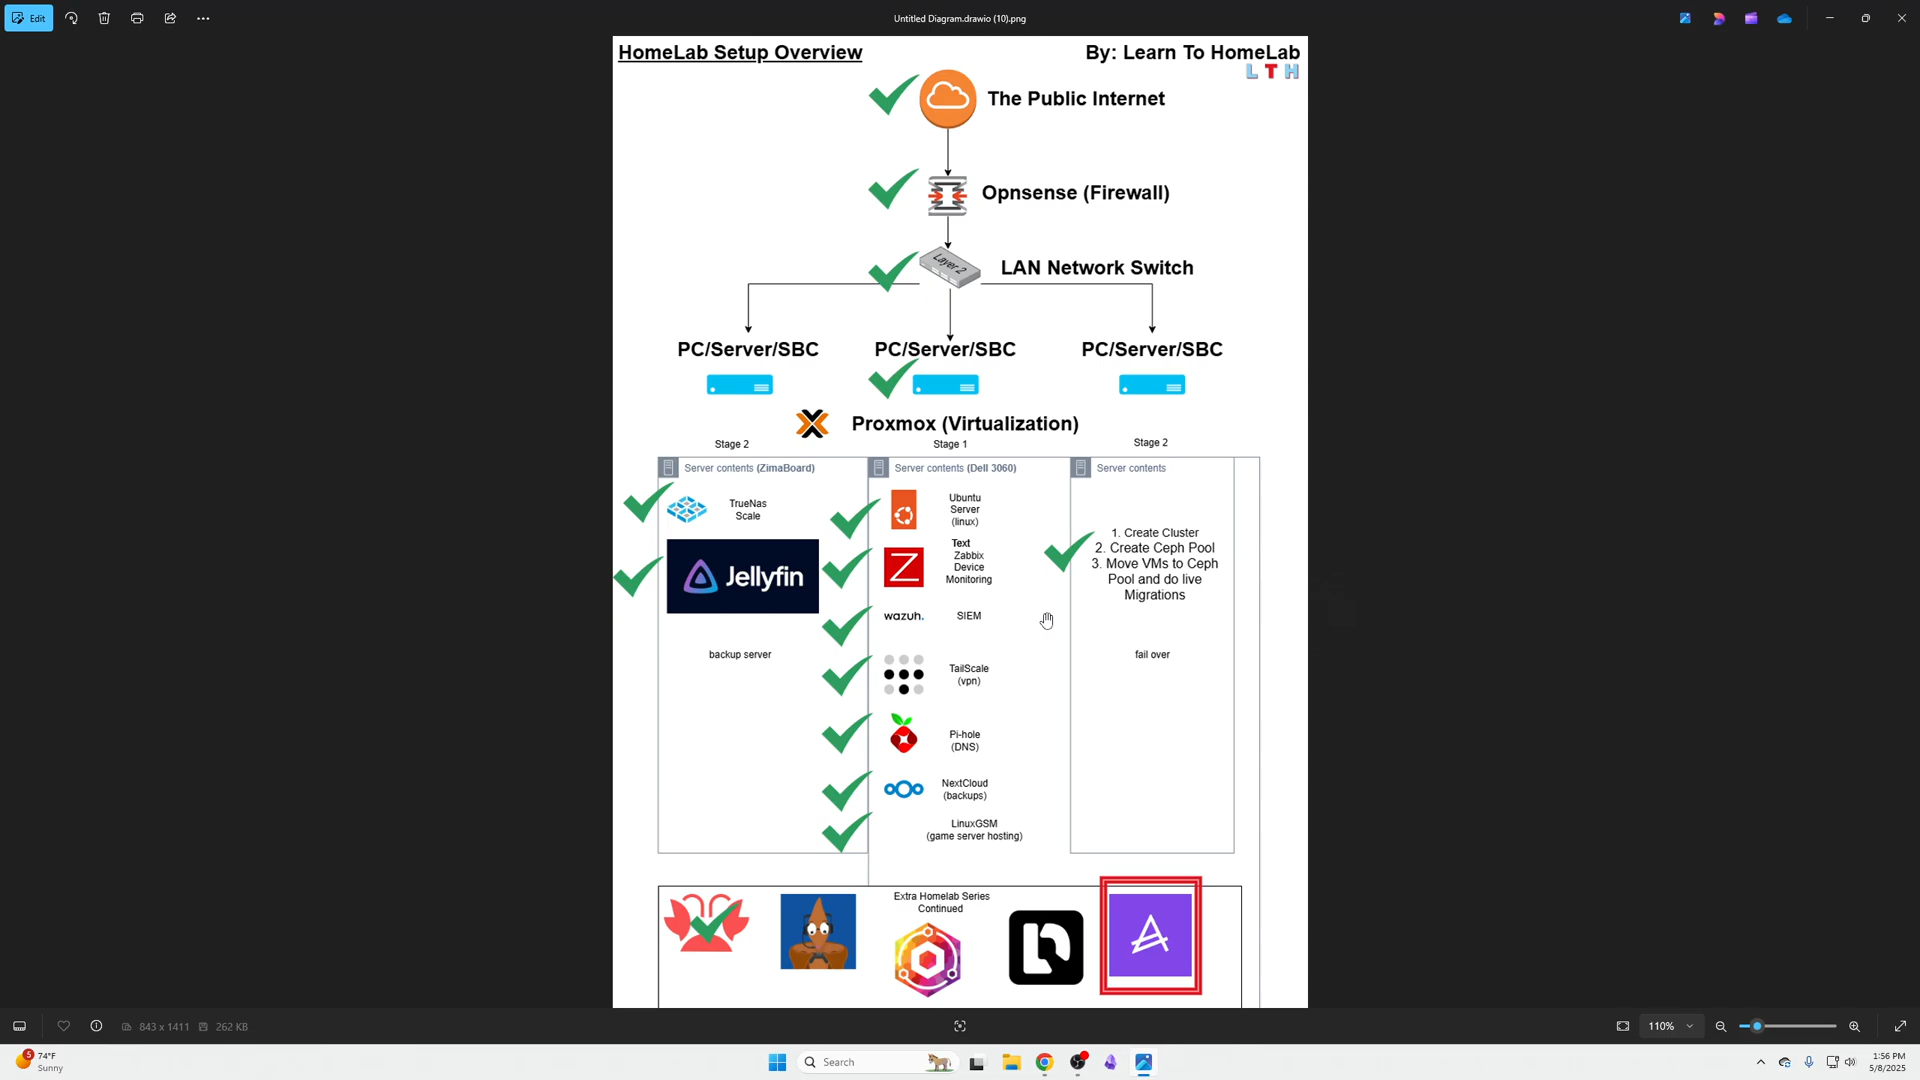 Edit
Untitled Diagram.drawio (10).png
HomeLab Setup Overview
By: Learn To HomeLab
L T H
The Public Internet
Opnsense (Firewall)
Layer 2
LAN Network Switch
PC/Server/SBC
PC/Server/SBC
PC/Server/SBC
Proxmox (Virtualization)
Stage 2
Stage 1
Stage 2
Server contents (ZimaBoard)
TrueNas
Scale
Jellyfin
backup server
Server contents (Dell 3060)
Ubuntu
Server
(linux)
Text
Zabbix
Device
Monitoring
Z
wazuh.
SIEM
TailScale
(vpn)
Pi-hole
(DNS)
NextCloud
(backups)
LinuxGSM
(game server hosting)
Server contents
1. Create Cluster
2. Create Ceph Pool
3. Move VMs to Ceph
Pool and do live
Migrations
fail over
Extra Homelab Series
Continued
843 x 1411
262 KB
110%
5
74°F
Sunny
Search
1:56 PM
5/8/2025